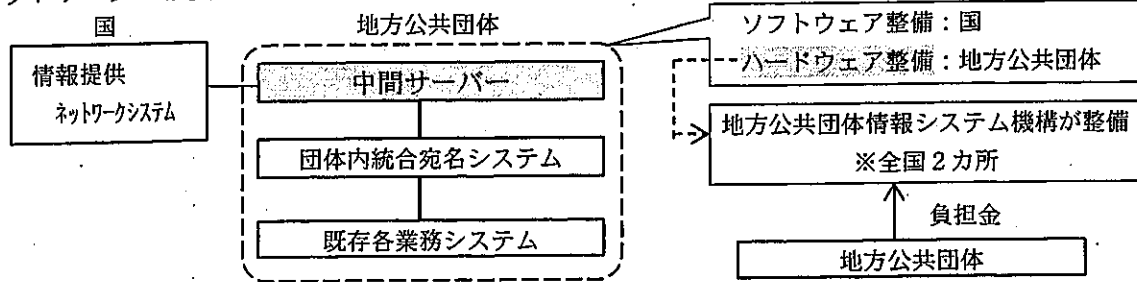 国
地方公共団体
情報提供
ネットワークシステム
中間サーバー
団体内統合宛名システム
既存各業務システム
ソフトウェア整備：国
ハードウェア整備：地方公共団体
地方公共団体情報システム機構が整備
※全国２カ所
負担金
地方公共団体